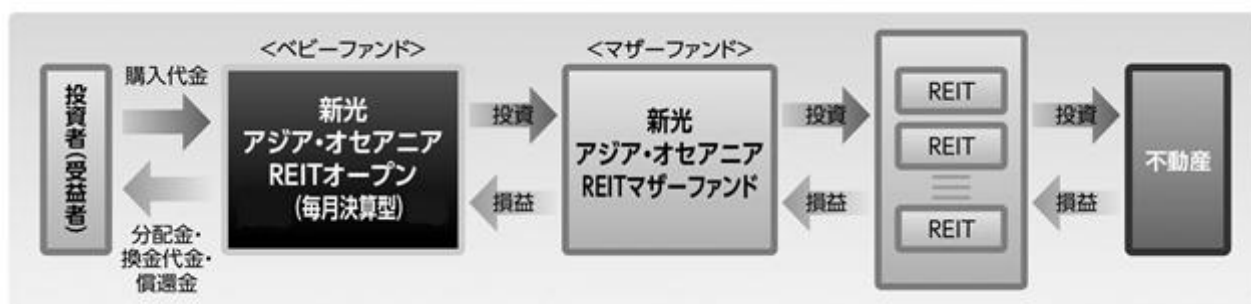 <ベビーファンド>
<マザーファンド>
投資者(受益者)
購入代金
分配金・
換金代金・
償還金
新光
アジア・オセアニア
REITオープン
(毎月決算型)
投資
損益
新光
アジア・オセアニア
REITマザーファンド
投資
損益
REIT
REIT
REIT
投資
損益
不動産